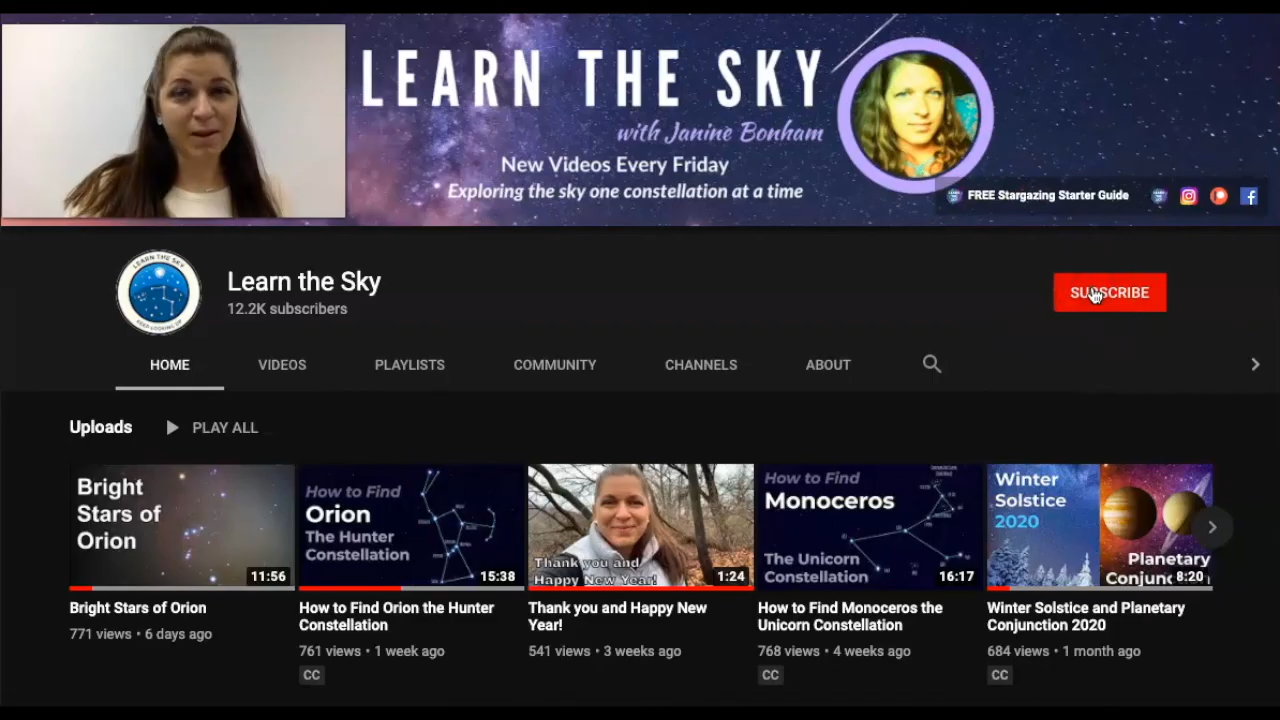 LEARN THE SKY
with Janine Bonham
New Videos Every Friday
Exploring the sky one constellation at a time
FREE Stargazing Starter Guide
LEARN THE SKY
KEEP LOOKING UP
Learn the Sky
12.2K subscribers
SUBSCRIBE
HOME VIDEOS PLAYLISTS COMMUNITY CHANNELS ABOUT
Uploads PLAY ALL
Bright
Stars of
Orion
11:56
How to Find
Orion
The Hunter
Constellation
15:38
Thank you and
Happy New Year!
1:24
How to Find
Monoceros
The Unicorn
Constellation
16:17
Winter
Solstice
2020
Planetary
Conjunc
8:20
Bright Stars of Orion
771 views • 6 days ago
How to Find Orion the Hunter
Constellation
761 views • 1 week ago
CC
Thank you and Happy New
Year!
541 views • 3 weeks ago
How to Find Monoceros the
Unicorn Constellation
768 views • 4 weeks ago
CC
Winter Solstice and Planetary
Conjunction 2020
684 views • 1 month ago
CC